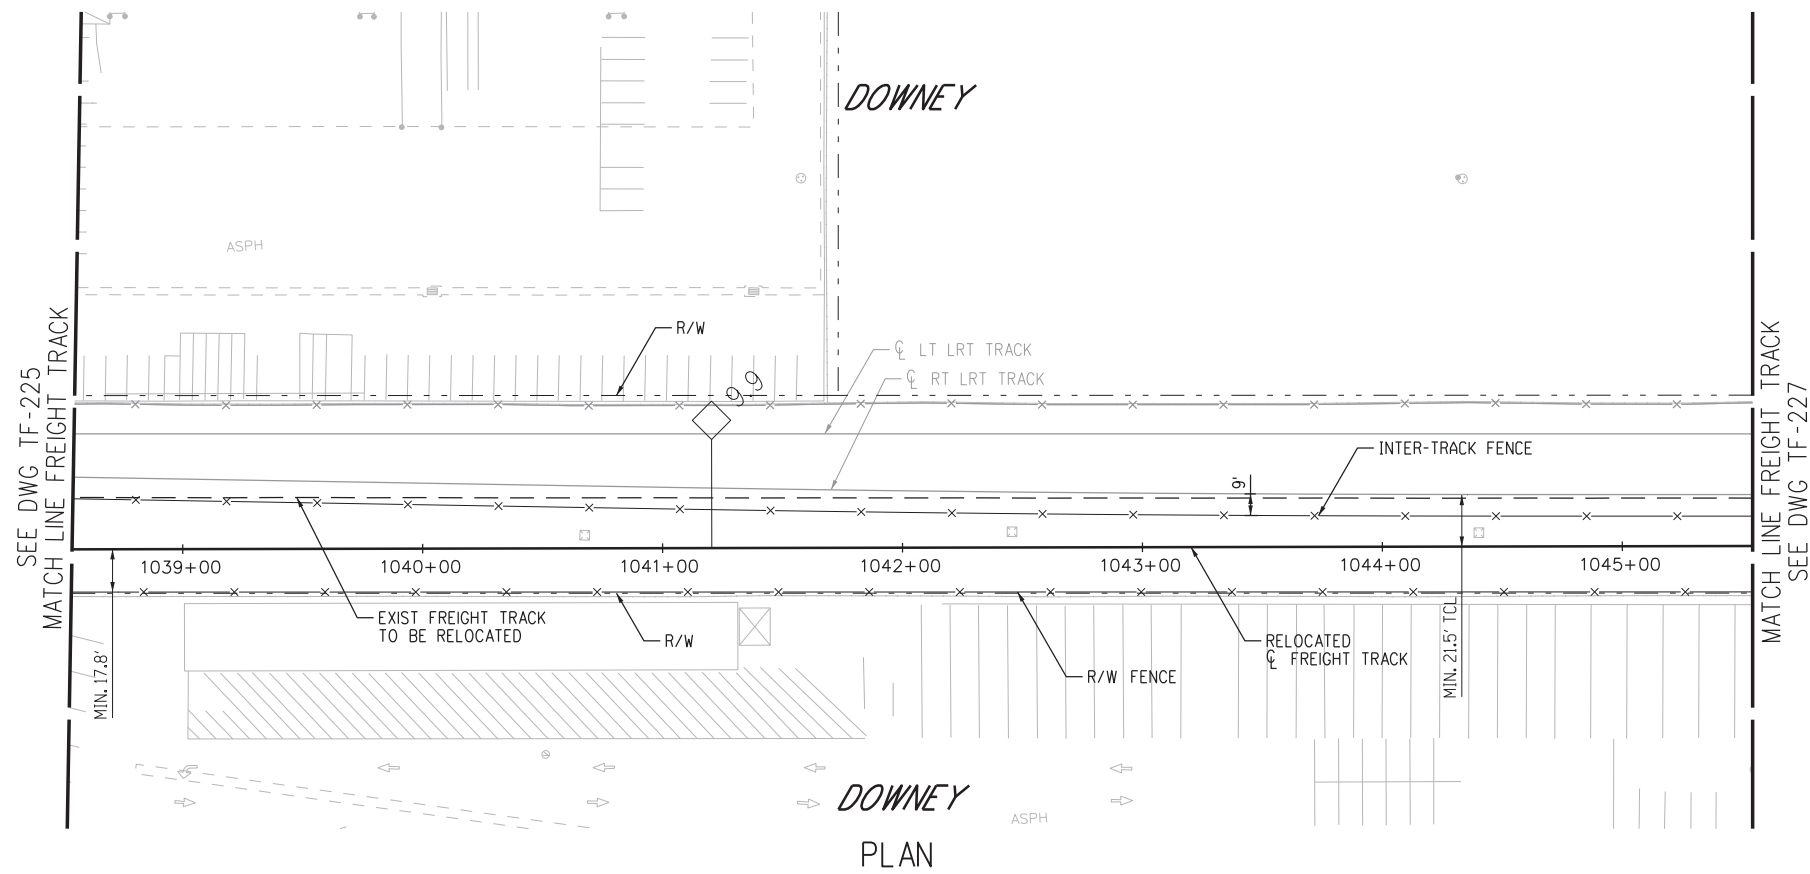 DOWNEY
ASPH
R/W
℄ LT LRT TRACK
℄ RT LRT TRACK
9.9
SEE DWG TF-225
MATCH LINE FREIGHT TRACK
MATCH LINE FREIGHT TRACK
SEE DWG TF-227
INTER-TRACK FENCE
9'
1039+00
1040+00
1041+00
1042+00
1043+00
1044+00
1045+00
EXIST FREIGHT TRACK
TO BE RELOCATED
R/W
RELOCATED
℄ FREIGHT TRACK
R/W FENCE
MIN. 17.8'
MIN. 21.5' TCL
DOWNEY
ASPH
PLAN